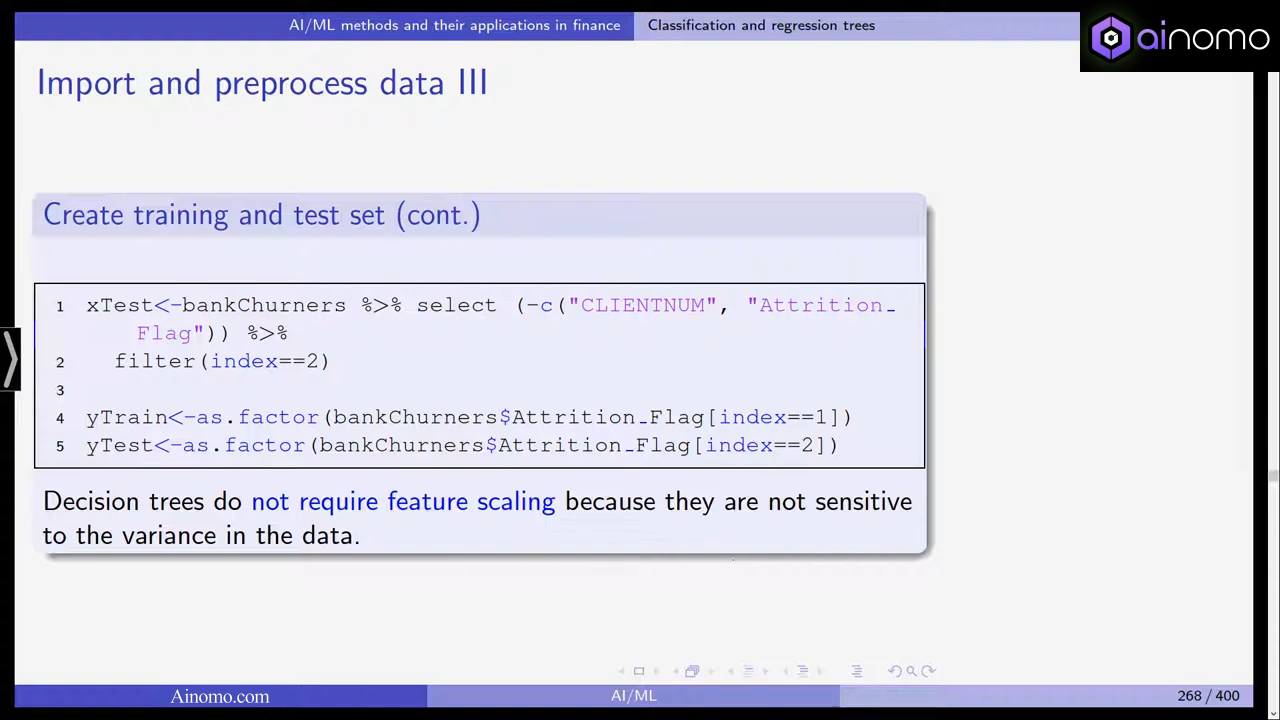 AI/ML methods and their applications in finance
Classification and regression trees
ainomo
Import and preprocess data III
Create training and test set (cont.)
1 xTest<-bankChurners %>% select (-c("CLIENTNUM", "Attrition_
Flag")) %>%
2 filter(index==2)
3
4 yTrain<-as.factor(bankChurners$Attrition_Flag[index==1])
5 yTest<-as.factor(bankChurners$Attrition_Flag[index==2])
Decision trees do not require feature scaling because they are not sensitive
to the variance in the data.
Ainomo.com
AI/ML
268 / 400